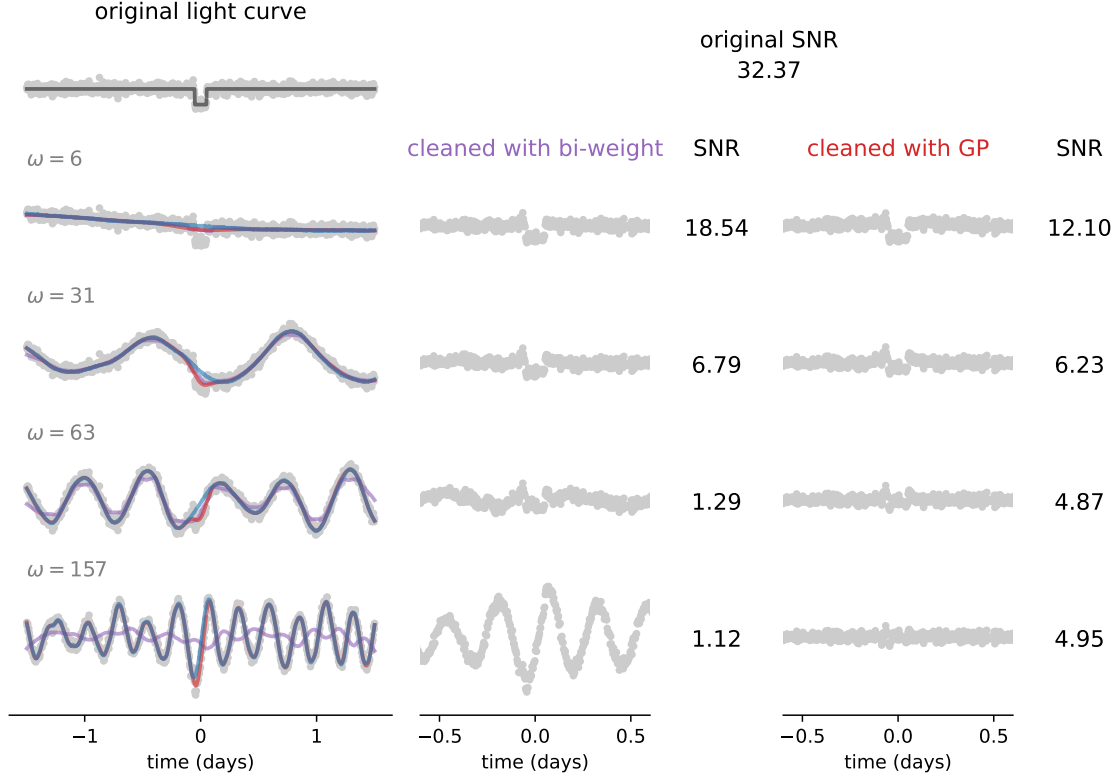 original light curve
original SNR
32.37
cleaned with bi-weight SNR cleaned with GP SNR
ω = 6
18.54 12.10
ω = 31
6.79 6.23
ω = 63
1.29 4.87
ω = 157
1.12 4.95
−1 0 1 −0.5 0.0 0.5 −0.5 0.0 0.5
time (days) time (days) time (days)